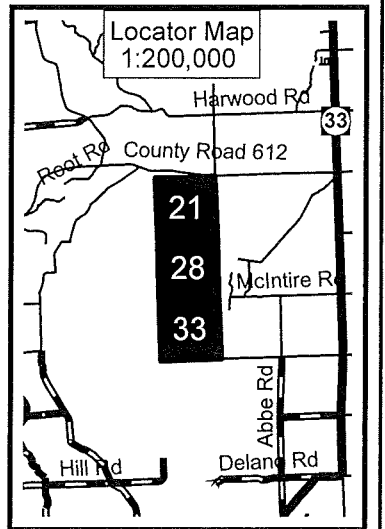 Locator Map
1:200,000
Harwood Rd
33
Root Rd
County Road 612
21
28
McIntire Rd
33
Abbe Rd
Hill Rd
Delano Rd